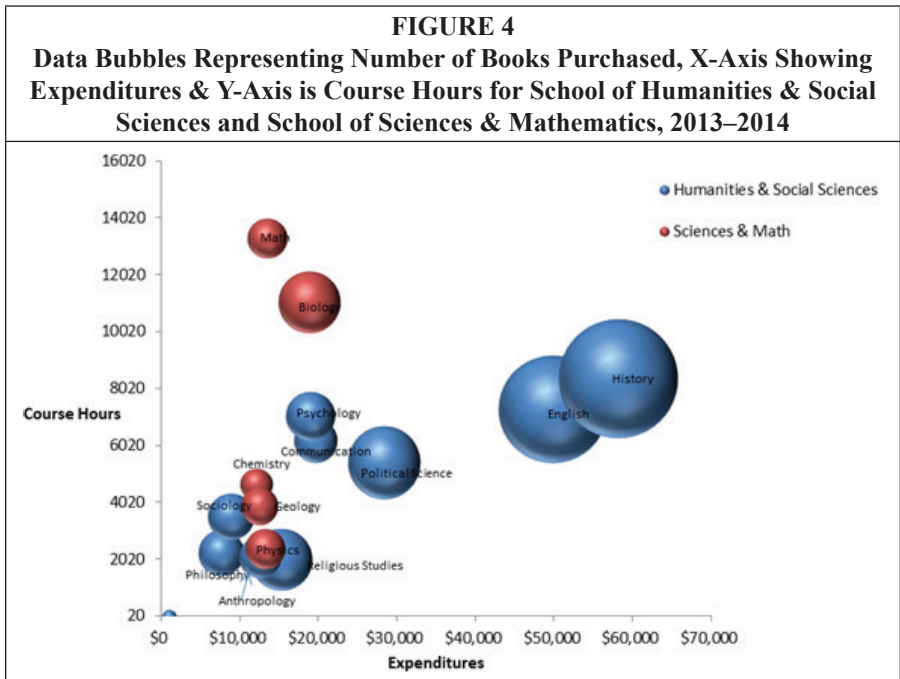 FIGURE 4
Data Bubbles Representing Number of Books Purchased, X-Axis Showing
Expenditures & Y-Axis is Course Hours for School of Humanities & Social
Sciences and School of Sciences & Mathematics, 2013–2014
16020
14020
12020
10020
8020
6020
4020
2020
20
Course Hours
Humanities & Social Sciences
Sciences & Math
Math
Biology
History
English
Psychology
Communication
Political Science
Chemistry
Sociology
Geology
Physics
Religious Studies
Philosophy
Anthropology
$0 $10,000 $20,000 $30,000 $40,000 $50,000 $60,000 $70,000
Expenditures